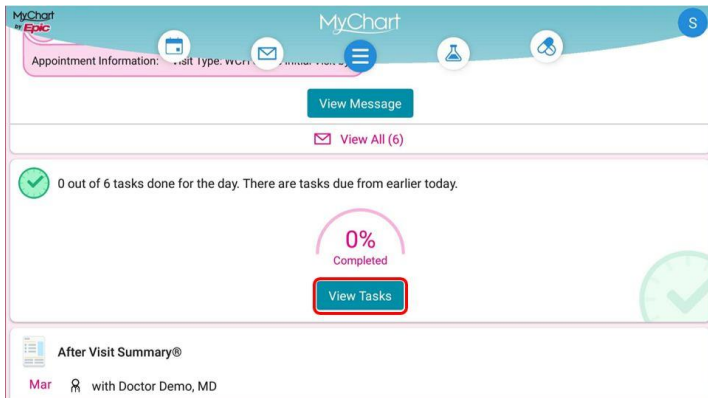 MyChart
by Epic
MyChart
S
Appointment Information: Visit Type:
View Message
View All (6)
0 out of 6 tasks done for the day. There are tasks due from earlier today.
0%
Completed
View Tasks
After Visit Summary®
Mar with Doctor Demo, MD